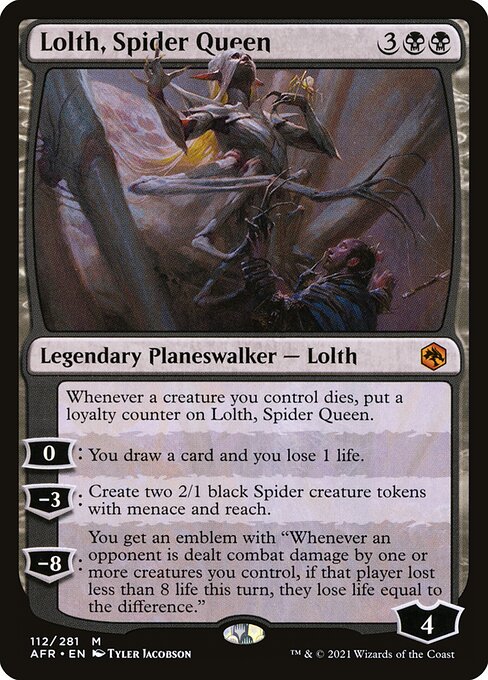 Lolth, Spider Queen 3
Legendary Planeswalker — Lolth
Whenever a creature you control dies, put a
loyalty counter on Lolth, Spider Queen.
0: You draw a card and you lose 1 life.
−3: Create two 2/1 black Spider creature tokens
with menace and reach.
You get an emblem with “Whenever an
opponent is dealt combat damage by one or
−8: more creatures you control, if that player lost
less than 8 life this turn, they lose life equal to
the difference.”
4
112/281 M
AFR • EN Tyler Jacobson
™ & © 2021 Wizards of the Coast